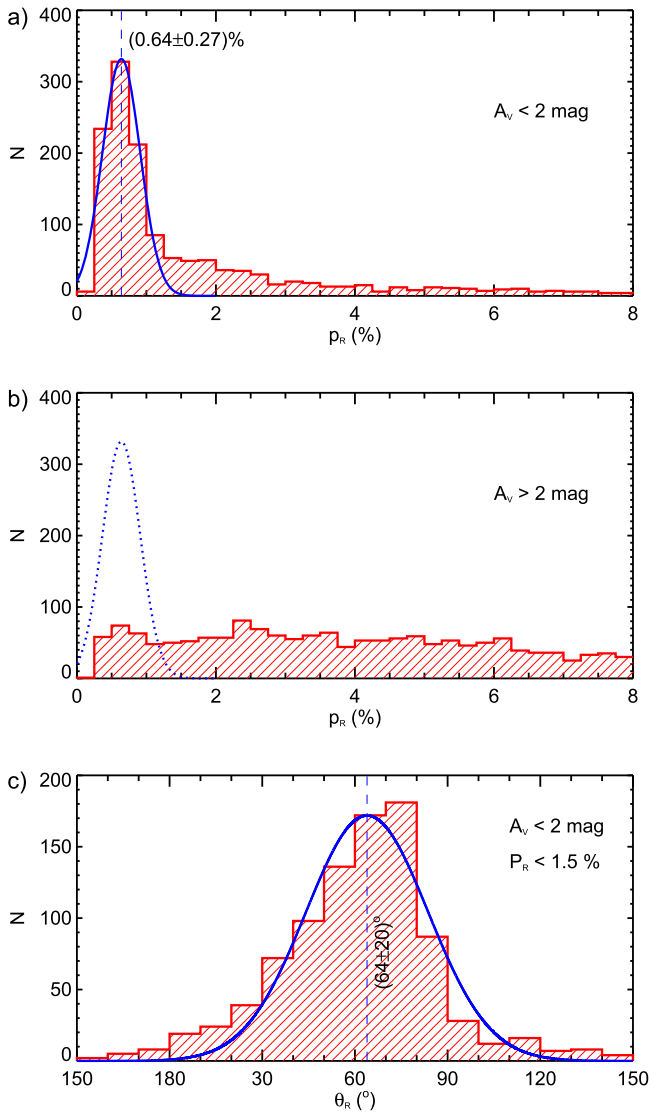 a)
400
300
200
100
0
N
(0.64±0.27)%
A_V < 2 mag
0 2 4 6 8
p_R (%)
b)
400
300
200
100
0
N
A_V > 2 mag
0 2 4 6 8
p_R (%)
c)
200
150
100
50
0
N
A_V < 2 mag
P_R < 1.5 %
(64±20)°
150 180 30 60 90 120 150
θ_R (°)